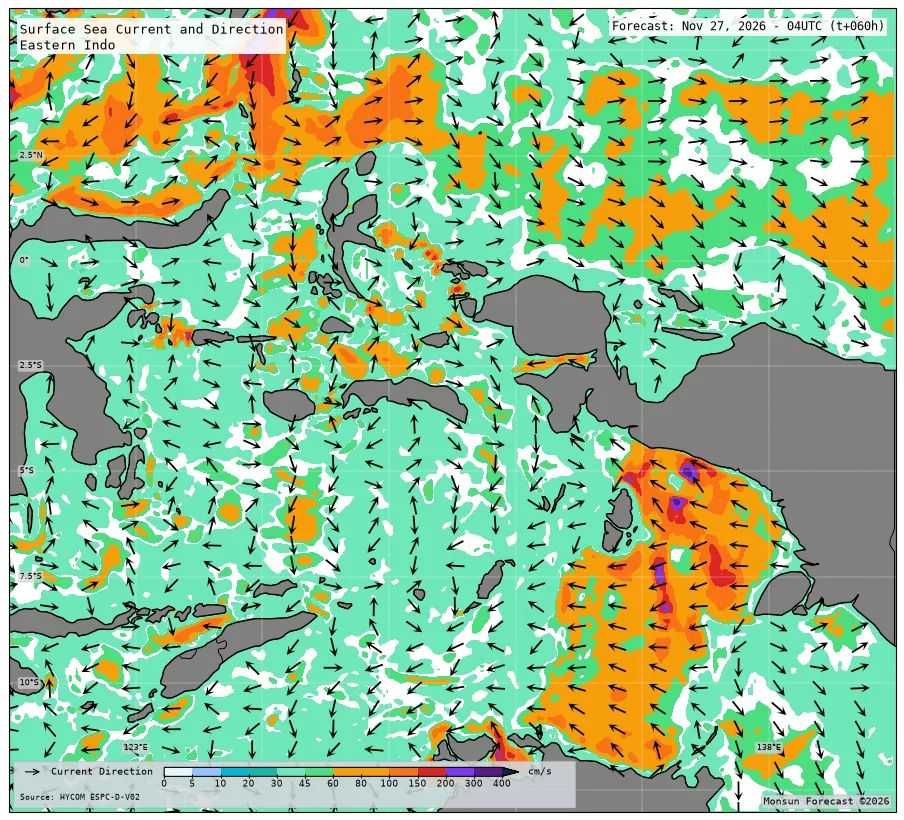 Surface Sea Current and Direction
Eastern Indo
Forecast: Nov 27, 2026 - 04UTC (t+060h)
2.5°N
0°
2.5°S
5°S
7.5°S
10°S
123°E
138°E
Current Direction
cm/s
0 5 10 20 30 45 60 80 100 150 200 300 400
Source: HYCOM ESPC-D-V02
Monsun Forecast ©2026